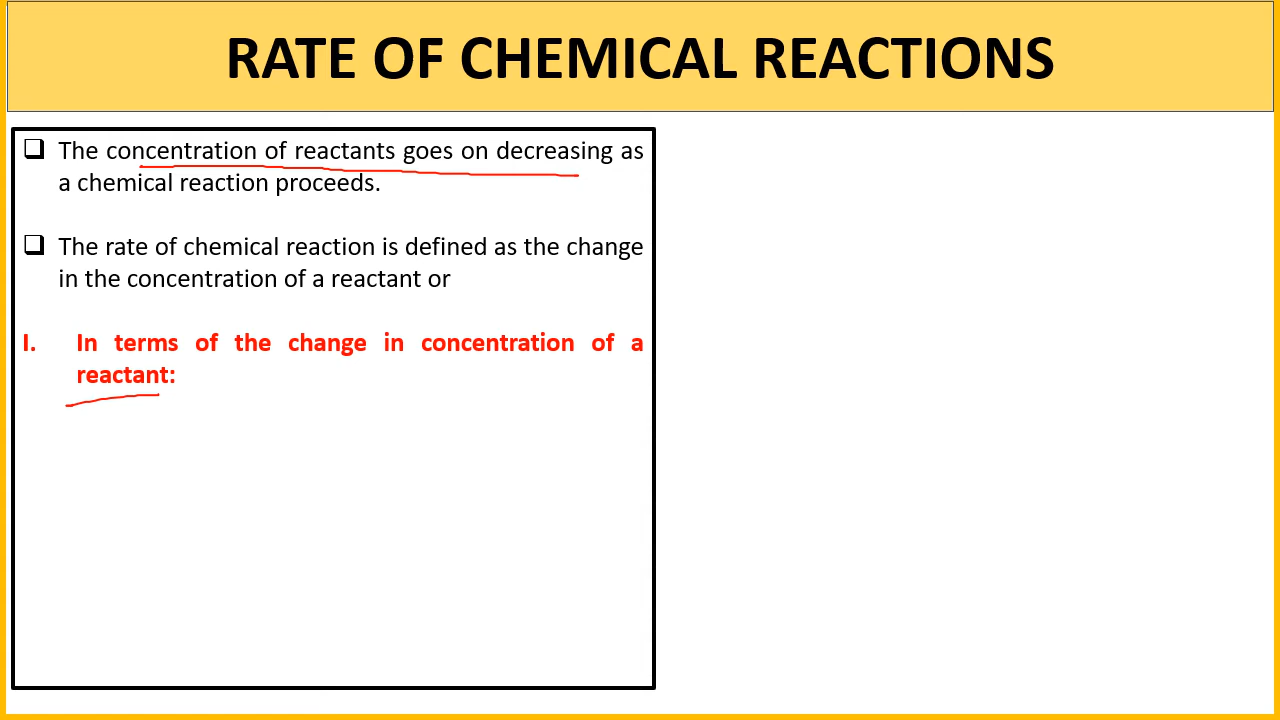 RATE OF CHEMICAL REACTIONS
❑ The concentration of reactants goes on decreasing as
a chemical reaction proceeds.
❑ The rate of chemical reaction is defined as the change
in the concentration of a reactant or
I. In terms of the change in concentration of a
reactant: